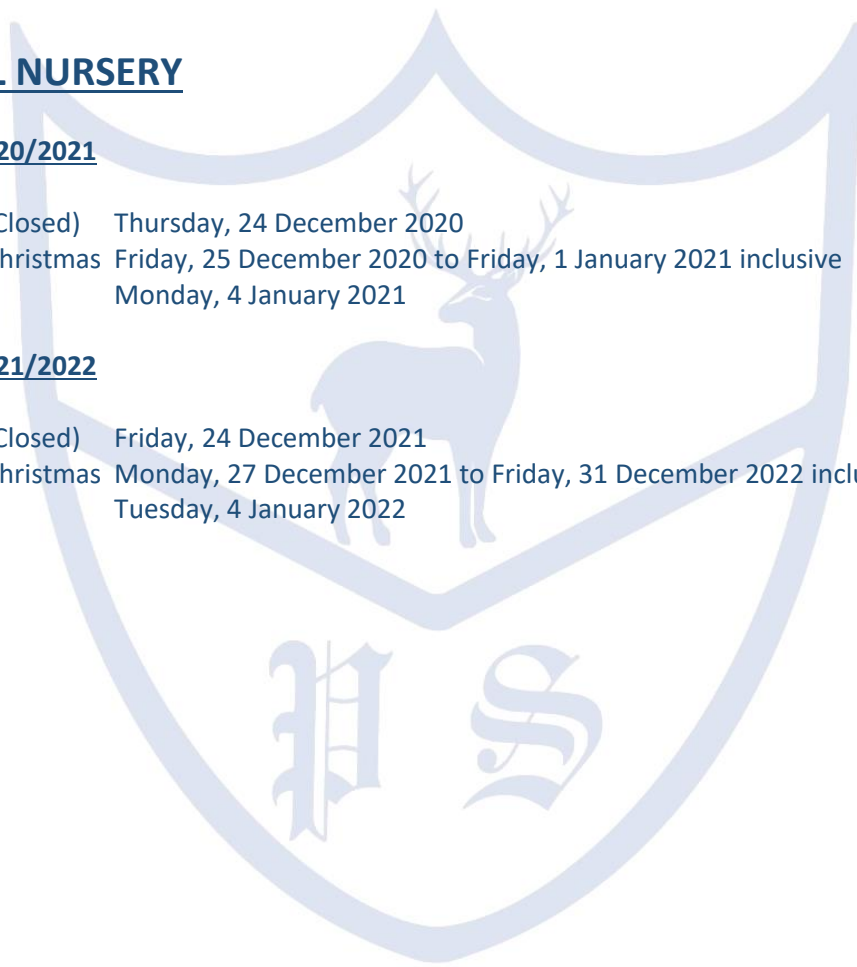 L NURSERY
20/2021
Closed) Thursday, 24 December 2020
hristmas Friday, 25 December 2020 to Friday, 1 January 2021 inclusive
Monday, 4 January 2021
21/2022
Closed) Friday, 24 December 2021
hristmas Monday, 27 December 2021 to Friday, 31 December 2022 inclu
Tuesday, 4 January 2022
P S